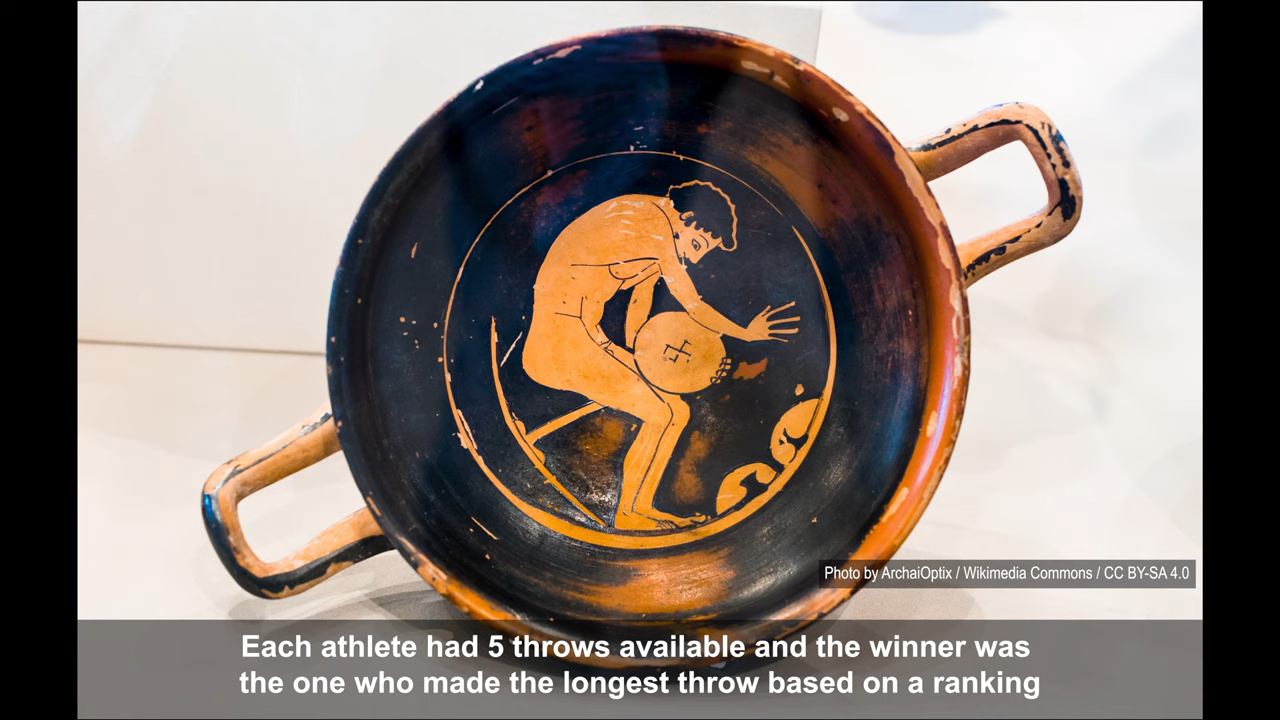 Photo by ArchaiOptix / Wikimedia Commons / CC BY-SA 4.0
Each athlete had 5 throws available and the winner was
the one who made the longest throw based on a ranking